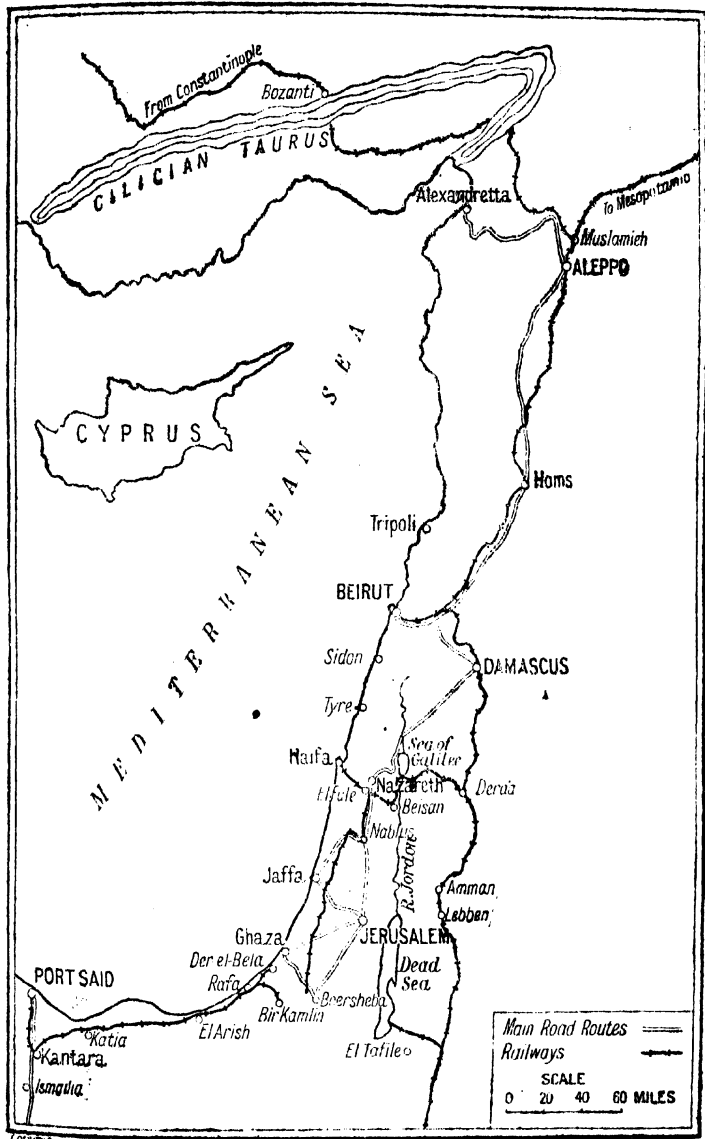 From Constantinople
Bozanti
CILICIAN TAURUS
Alexandretta
To Mesopotamia
Muslamieh
ALEPPO
CYPRUS
MEDITERRANEAN SEA
Homs
Tripoli
BEIRUT
Sidon
DAMASCUS
Tyre
Sea of
Galilee
Haifa
Nazareth
El Fule
Dera'a
Beisan
Nablus
R. Jordon
Jaffa
Amman
Lebben
Ghaza
JERUSALEM
Der el-Bela
Dead
Sea
PORT SAID
Rafa
Beersheba
Bir Kamlin
El Arish
Katia
Kantara
El Tafile
Ismailia
Main Road Routes
Railways
SCALE
0 20 40 60 MILES